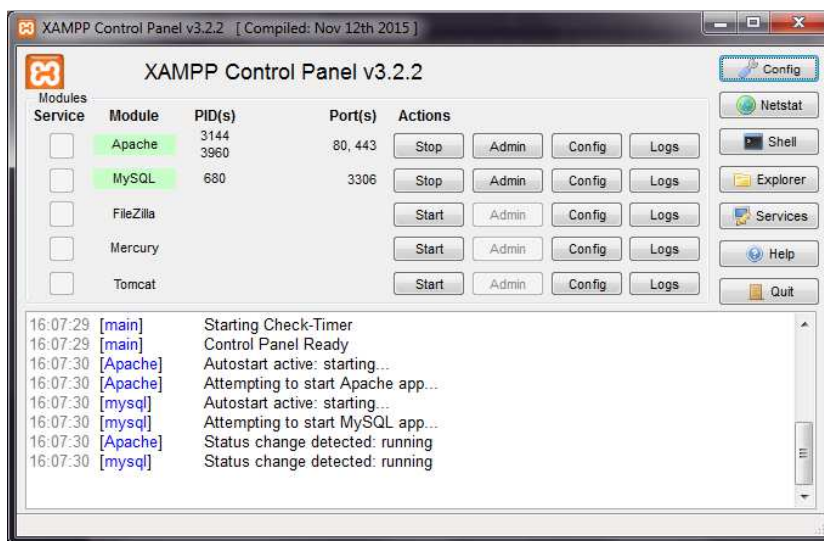 XAMPP Control Panel v3.2.2 [ Compiled: Nov 12th 2015 ]
XAMPP Control Panel v3.2.2
Config
Modules
Service Module PID(s) Port(s) Actions
Netstat
Apache 3144 3960 80, 443 Stop Admin Config Logs
Shell
MySQL 680 3306 Stop Admin Config Logs
Explorer
FileZilla Start Admin Config Logs
Services
Mercury Start Admin Config Logs
Help
Tomcat Start Admin Config Logs
Quit
16:07:29 [main] Starting Check-Timer
16:07:29 [main] Control Panel Ready
16:07:30 [Apache] Autostart active: starting...
16:07:30 [Apache] Attempting to start Apache app...
16:07:30 [mysql] Autostart active: starting...
16:07:30 [mysql] Attempting to start MySQL app...
16:07:30 [Apache] Status change detected: running
16:07:30 [mysql] Status change detected: running